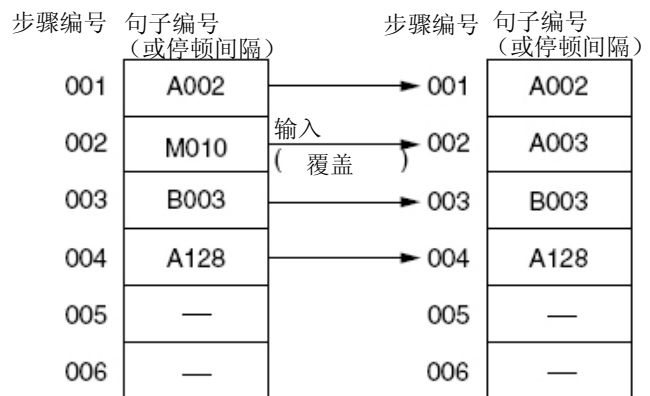 步骤编号 句子编号 步骤编号 句子编号
（或停顿间隔） （或停顿间隔）
001 A002 001 A002
输入
002 M010 ( 覆盖 ) 002 A003
003 B003 003 B003
004 A128 004 A128
005 — 005 —
006 — 006 —